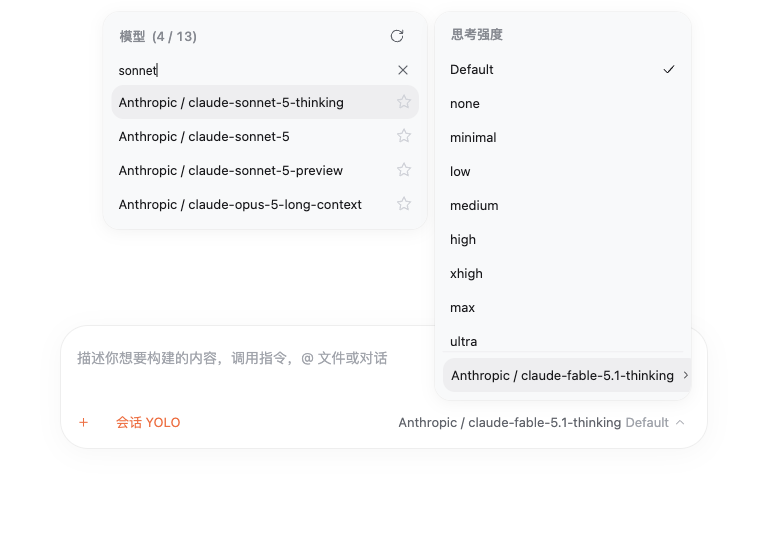 模型 (4 / 13)
sonnet
Anthropic / claude-sonnet-5-thinking
Anthropic / claude-sonnet-5
Anthropic / claude-sonnet-5-preview
Anthropic / claude-opus-5-long-context
思考强度
Default
none
minimal
low
medium
high
xhigh
max
ultra
Anthropic / claude-fable-5.1-thinking
描述你想要构建的内容，调用指令，@ 文件或对话
+ 会话 YOLO
Anthropic / claude-fable-5.1-thinking Default